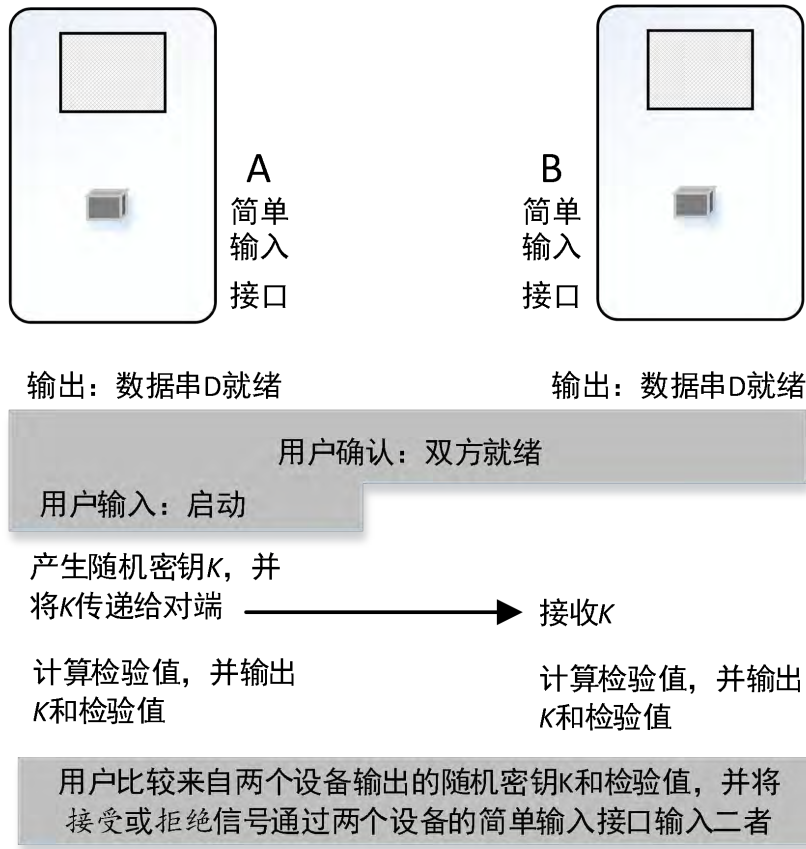 A
简单
输入
接口
B
简单
输入
接口
输出：数据串D就绪
输出：数据串D就绪
用户确认：双方就绪
用户输入：启动
产生随机密钥K，并
将K传递给对端
接收K
计算检验值，并输出
K和检验值
计算检验值，并输出
K和检验值
用户比较来自两个设备输出的随机密钥K和检验值，并将
接受或拒绝信号通过两个设备的简单输入接口输入二者